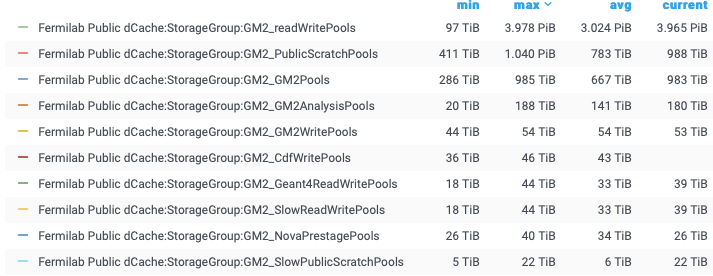 min max avg current
Fermilab Public dCache:StorageGroup:GM2_readWritePools 97 TiB 3.978 PiB 3.024 PiB 3.965 PiB
Fermilab Public dCache:StorageGroup:GM2_PublicScratchPools 411 TiB 1.040 PiB 783 TiB 988 TiB
Fermilab Public dCache:StorageGroup:GM2_GM2Pools 286 TiB 985 TiB 667 TiB 983 TiB
Fermilab Public dCache:StorageGroup:GM2_GM2AnalysisPools 20 TiB 188 TiB 141 TiB 180 TiB
Fermilab Public dCache:StorageGroup:GM2_GM2WritePools 44 TiB 54 TiB 54 TiB 53 TiB
Fermilab Public dCache:StorageGroup:GM2_CdfWritePools 36 TiB 46 TiB 43 TiB
Fermilab Public dCache:StorageGroup:GM2_Geant4ReadWritePools 18 TiB 44 TiB 33 TiB 39 TiB
Fermilab Public dCache:StorageGroup:GM2_SlowReadWritePools 18 TiB 44 TiB 33 TiB 39 TiB
Fermilab Public dCache:StorageGroup:GM2_NovaPrestagePools 26 TiB 40 TiB 34 TiB 26 TiB
Fermilab Public dCache:StorageGroup:GM2_SlowPublicScratchPools 5 TiB 22 TiB 6 TiB 22 TiB